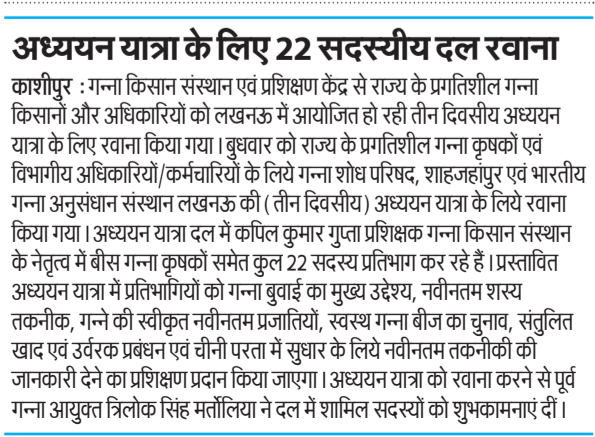 अध्ययन यात्रा के लिए 22 सदस्यीय दल रवाना
काशीपुर : गन्ना किसान संस्थान एवं प्रशिक्षण केंद्र से राज्य के प्रगतिशील गन्ना
किसानों और अधिकारियों को लखनऊ में आयोजित हो रही तीन दिवसीय अध्ययन
यात्रा के लिए रवाना किया गया। बुधवार को राज्य के प्रगतिशील गन्ना कृषकों एवं
विभागीय अधिकारियों/कर्मचारियों के लिये गन्ना शोध परिषद, शाहजहांपुर एवं भारतीय
गन्ना अनुसंधान संस्थान लखनऊ की ( तीन दिवसीय ) अध्ययन यात्रा के लिये रवाना
किया गया। अध्ययन यात्रा दल में कपिल कुमार गुप्ता प्रशिक्षक गन्ना किसान संस्थान
के नेतृत्व में बीस गन्ना कृषकों समेत कुल 22 सदस्य प्रतिभाग कर रहे हैं। प्रस्तावित
अध्ययन यात्रा में प्रतिभागियों को गन्ना बुवाई का मुख्य उद्देश्य, नवीनतम शस्य
तकनीक, गन्ने की स्वीकृत नवीनतम प्रजातियों, स्वस्थ गन्ना बीज का चुनाव, संतुलित
खाद एवं उर्वरक प्रबंधन एवं चीनी परता में सुधार के लिये नवीनतम तकनीकी की
जानकारी देने का प्रशिक्षण प्रदान किया जाएगा। अध्ययन यात्रा को रवाना करने से पूर्व
गन्ना आयुक्त त्रिलोक सिंह मर्तोलिया ने दल में शामिल सदस्यों को शुभकामनाएं दीं।